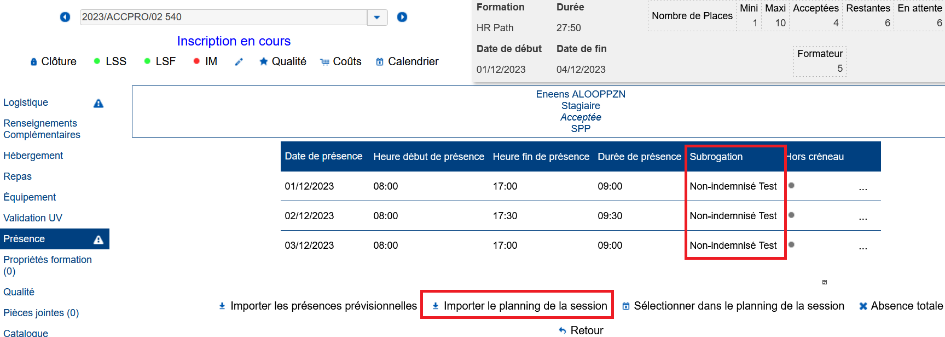 2023/ACCPRO/02 540
Inscription en cours
Clôture LSS LSF IM Qualité Coûts Calendrier
Formation Durée
HR Path 27:50
Date de début Date de fin
01/12/2023 04/12/2023
Nombre de Places Mini Maxi Acceptées Restantes En attente
1 10 4 6 6
Formateur
5
Logistique
Renseignements
Complémentaires
Hébergement
Repas
Équipement
Validation UV
Présence
Propriétés formation
(0)
Qualité
Pièces jointes (0)
Catalogue
Eneens ALOOPPZN
Stagiaire
Acceptée
SPP
Date de présence Heure début de présence Heure fin de présence Durée de présence Subrogation Hors créneau
01/12/2023 08:00 17:00 09:00 Non-indemnisé Test ...
02/12/2023 08:00 17:30 09:30 Non-indemnisé Test ...
03/12/2023 08:00 17:00 09:00 Non-indemnisé Test ...
Importer les présences prévisionnelles Importer le planning de la session Sélectionner dans le planning de la session Absence totale
Retour